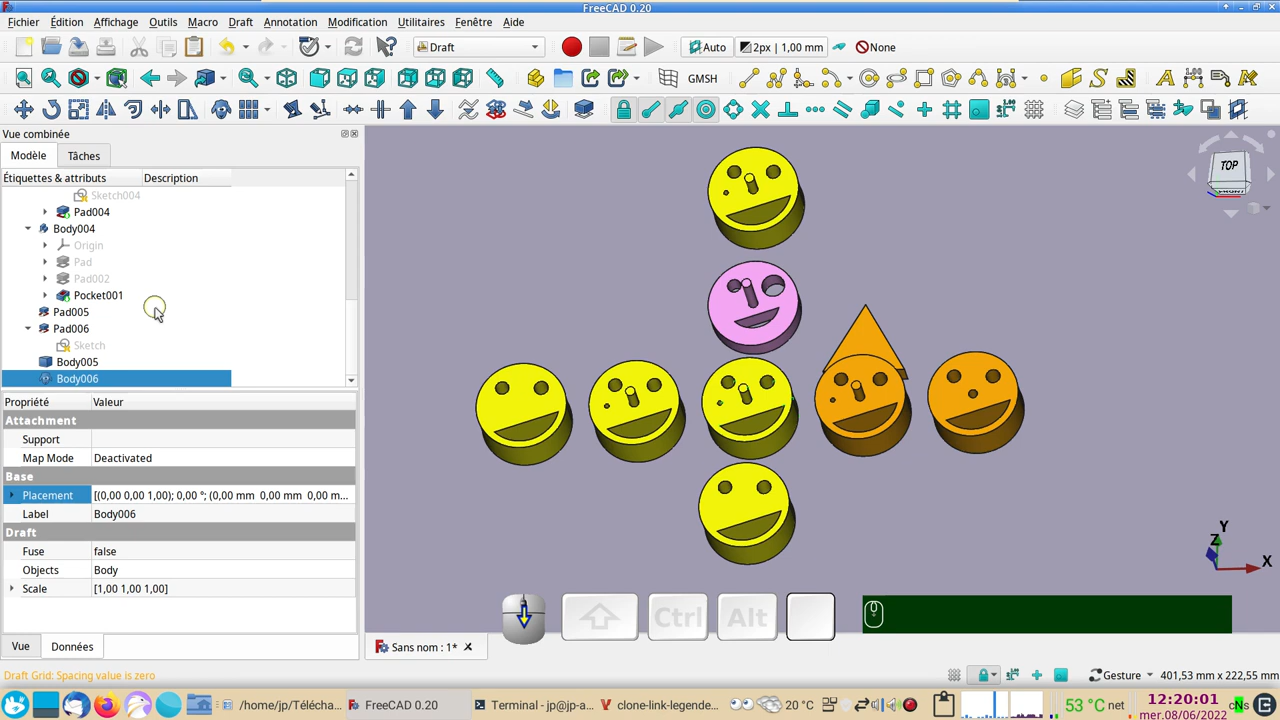 FreeCAD 0.20
Fichier Édition Affichage Outils Macro Draft Annotation Modification Utilitaires Fenêtre Aide
Draft Auto 2px | 1,00 mm None
GMSH
Vue combinée
Modèle Tâches
Étiquettes & attributs Description
Sketch004
Pad004
Body004
Origin
Pad
Pad002
Pocket001
Pad005
Pad006
Sketch
Body005
Body006
Propriété Valeur
Attachment
Support
Map Mode Deactivated
Base
Placement [(0,00 0,00 1,00); 0,00 °; (0,00 mm 0,00 mm 0,00 m...
Label Body006
Draft
Fuse false
Objects Body
Scale [1,00 1,00 1,00]
TOP
Y
Z
X
Ctrl Alt
Vue Données
Sans nom : 1*
Draft Grid: Spacing value is zero
Gesture 401,53 mm x 222,55 mm
/home/jp/Télécha... FreeCAD 0.20 Terminal - jp@jp-a... clone-link-legende... 20 °C 53 °C net 12:20:01 cNs
mer.08/06/2022